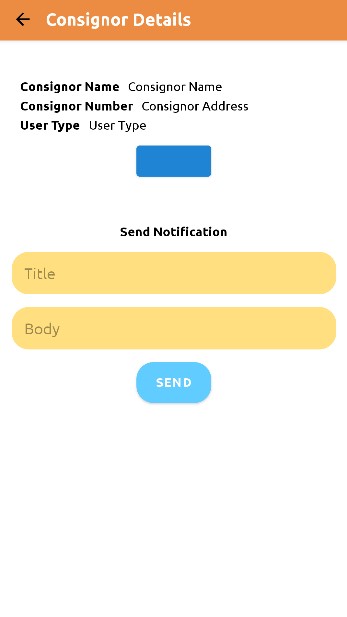 Consignor Details
Consignor Name Consignor Name
Consignor Number Consignor Address
User Type User Type
Send Notification
Title
Body
SEND